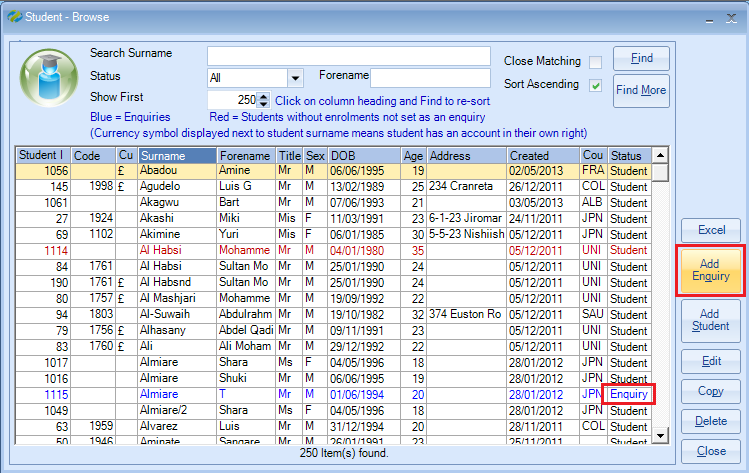 Student - Browse
Search Surname
Close Matching
Find
Status All Forename
Sort Ascending
Find More
Show First 250 Click on column heading and Find to re-sort
Blue = Enquiries Red = Students without enrolments not set as an enquiry
(Currency symbol displayed next to student surname means student has an account in their own right)
Student I Code Cu Surname Forename Title Sex DOB Age Address Created Cou Status
1056 £ Abadou Amine Mr M 06/06/1995 19 02/05/2013 FRA Student
145 1998 £ Agudelo Luis G Mr M 13/02/1989 25 234 Cranreta 26/12/2011 COL Student
1061 Akagwu Bart Mr M 07/06/1993 21 03/05/2013 ALB Student
27 1924 Akashi Miki Mis F 11/03/1991 23 6-1-23 Jiromar 24/11/2011 JPN Student
69 1102 Akimine Yuri Mis F 06/01/1985 30 5-5-23 Nishiish 05/12/2011 JPN Student
1114 Al Habsi Mohamme Mr M 04/01/1980 35 05/12/2011 UNI Student
84 1761 Al Habsi Sultan Mo Mr M 25/01/1990 24 05/12/2011 UNI Student
190 1761 £ Al Habsnd Sultan Mo Mr M 25/01/1990 24 05/12/2011 UNI Student
80 1757 £ Al Mashjari Mohamme Mr M 19/09/1992 22 05/12/2011 UNI Student
94 1803 Al-Suwaih Abdulrahm Mr M 19/10/1982 32 374 Euston Ro 05/12/2011 SAU Student
79 1756 £ Alhasany Abdel Qadi Mr M 09/11/1991 23 05/12/2011 UNI Student
83 1760 £ Ali Ali Moham Mr M 29/12/1992 22 05/12/2011 UNI Student
1017 Almiare Shara Ms F 04/05/1996 18 28/01/2012 JPN Student
1016 Almiare Shuki Mr M 06/06/1995 19 28/01/2012 JPN Student
1115 Almiare T Mr M 01/06/1994 20 28/01/2012 JPN Enquiry
1049 Almiare/2 Shara Ms F 04/05/1996 18 28/01/2012 JPN Student
63 1959 Alvarez Luis Mr M 31/12/1994 20 28/11/2011 COL Student
50 1946 Aminate Sangare Mr M 26/01/1991 23 25/11/2011 Student
250 Item(s) found.
Excel
Add
Enquiry
Add
Student
Edit
Copy
Delete
Close